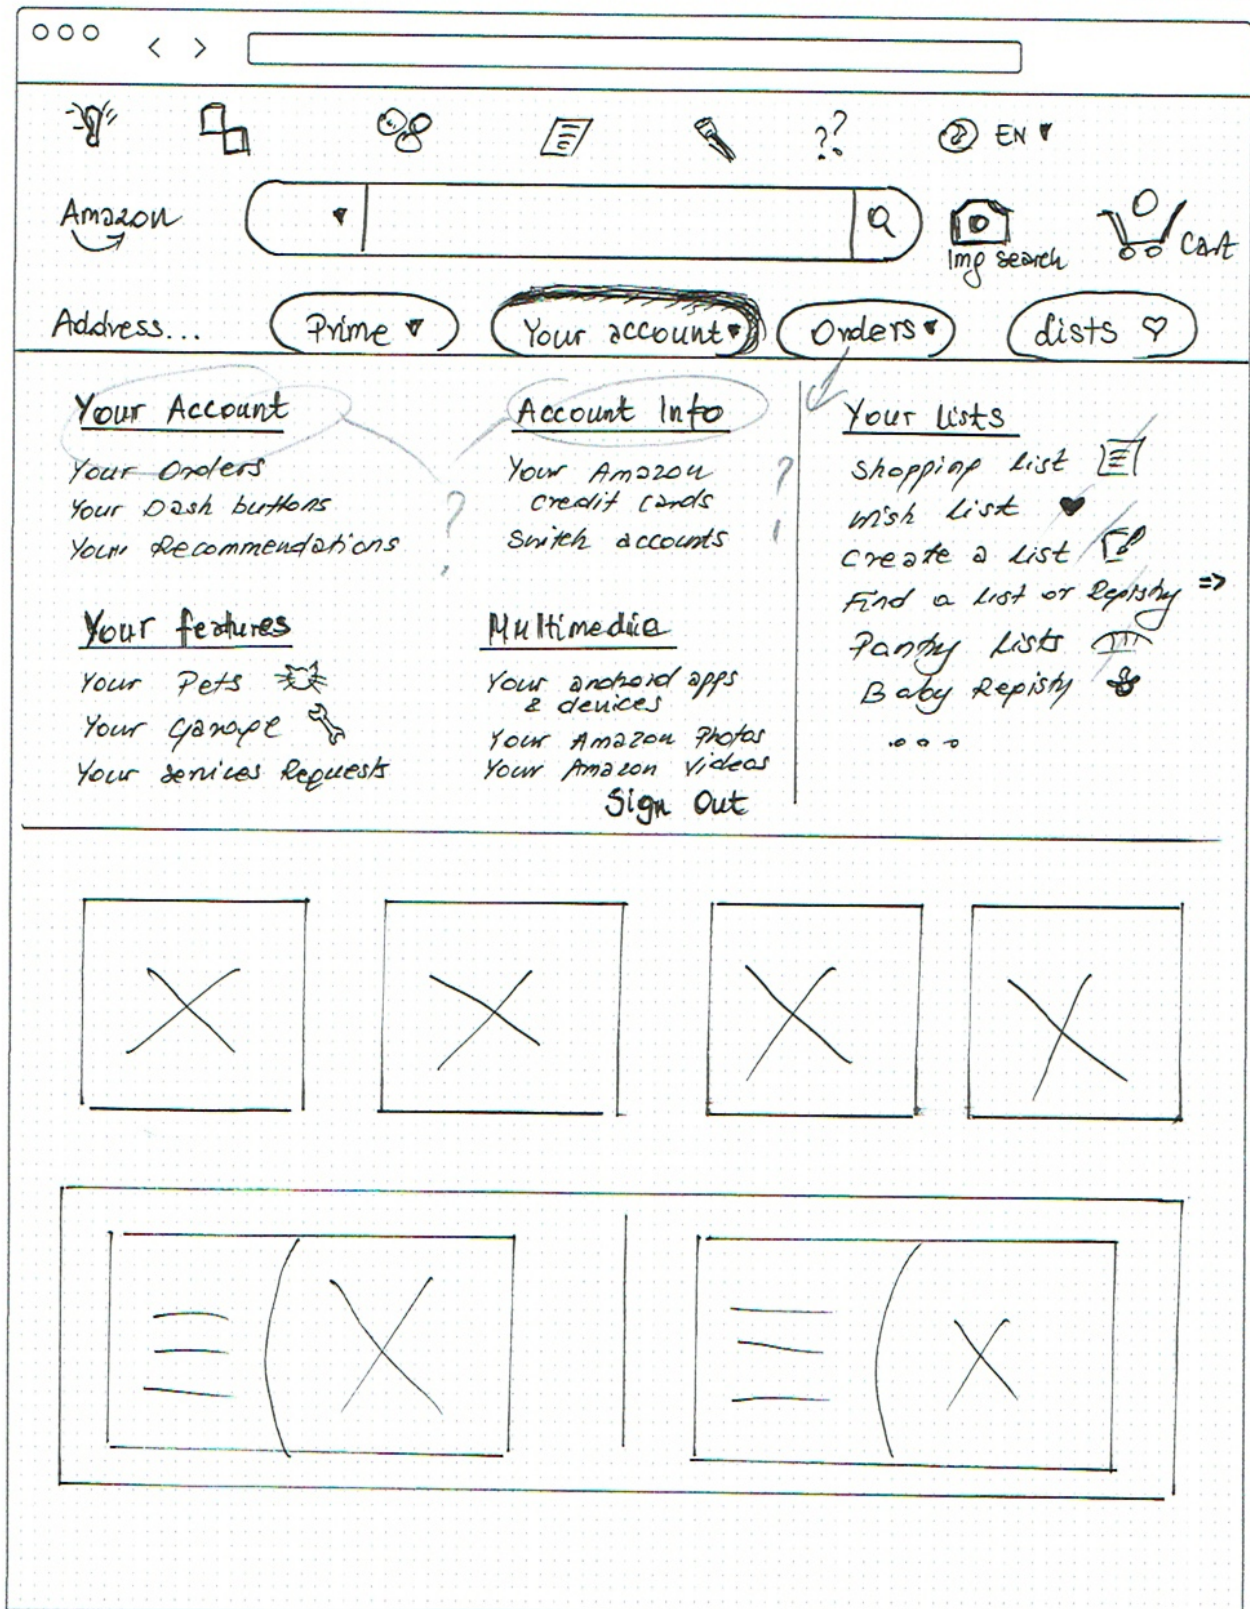 ?? EN
Amazon
Img search
Cart
Address...
Prime
Your account
Orders
Lists
Your Account
Your Orders
Your Dash buttons
Your Recommendations
?
Account Info
Your Amazon
credit cards
Switch accounts
?
Your Lists
Shopping List
Wish List
Create a List
Find a List or Registry =>
Pantry Lists
Baby Registy
...
Your features
Your Pets
Your Garage
Your Services Requests
Multimedia
Your android apps
& devices
Your Amazon Photos
Your Amazon Videos
Sign Out